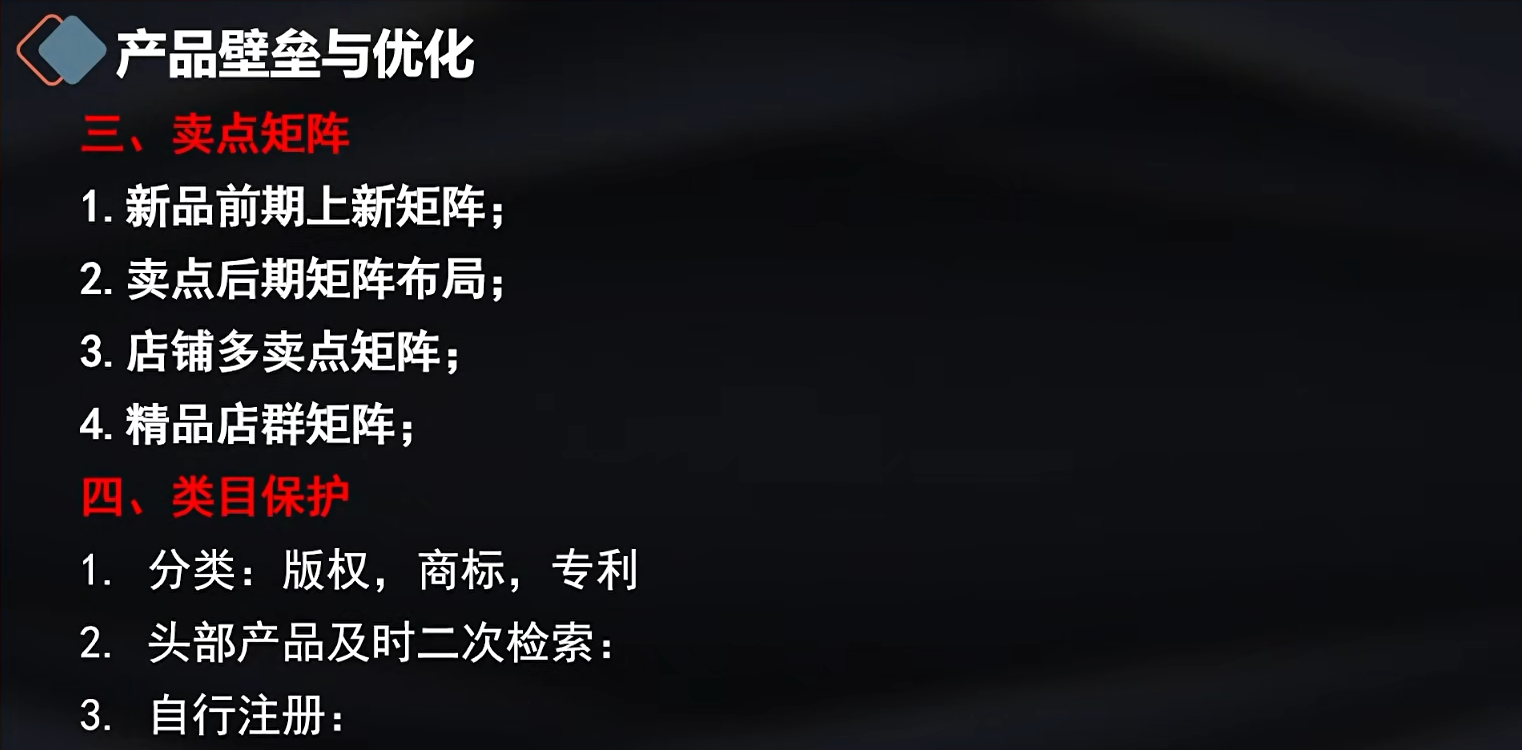 产品壁垒与优化
三、卖点矩阵
1.新品前期上新矩阵；
2.卖点后期矩阵布局；
3.店铺多卖点矩阵；
4.精品店群矩阵；
四、类目保护
1. 分类：版权，商标，专利
2. 头部产品及时二次检索：
3. 自行注册：